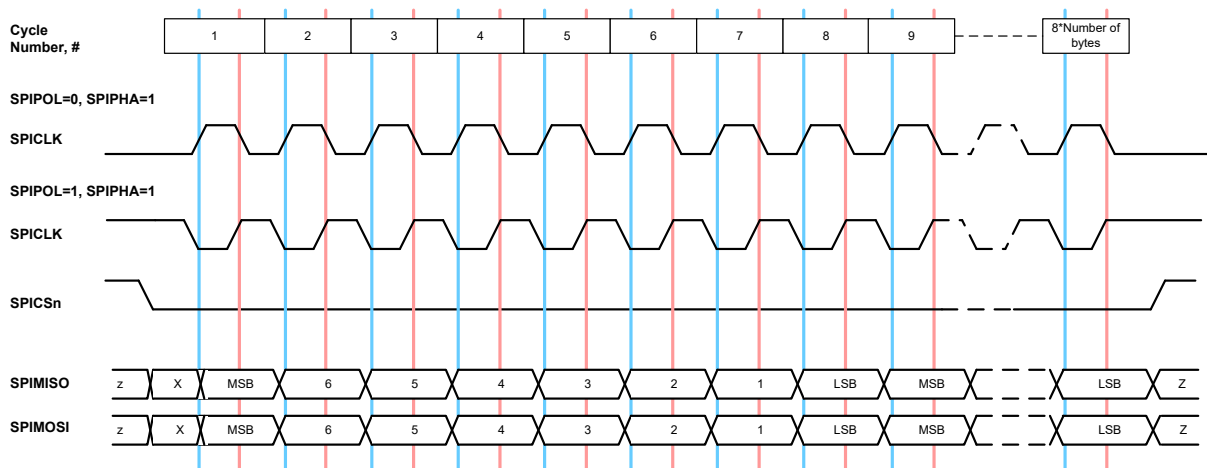 Cycle
Number, #
1 2 3 4 5 6 7 8 9 8*Number of
bytes
SPIPOL=0, SPIPHA=1
SPICLK
SPIPOL=1, SPIPHA=1
SPICLK
SPICSn
SPIMISO z X MSB 6 5 4 3 2 1 LSB MSB LSB Z
SPIMOSI z X MSB 6 5 4 3 2 1 LSB MSB LSB Z